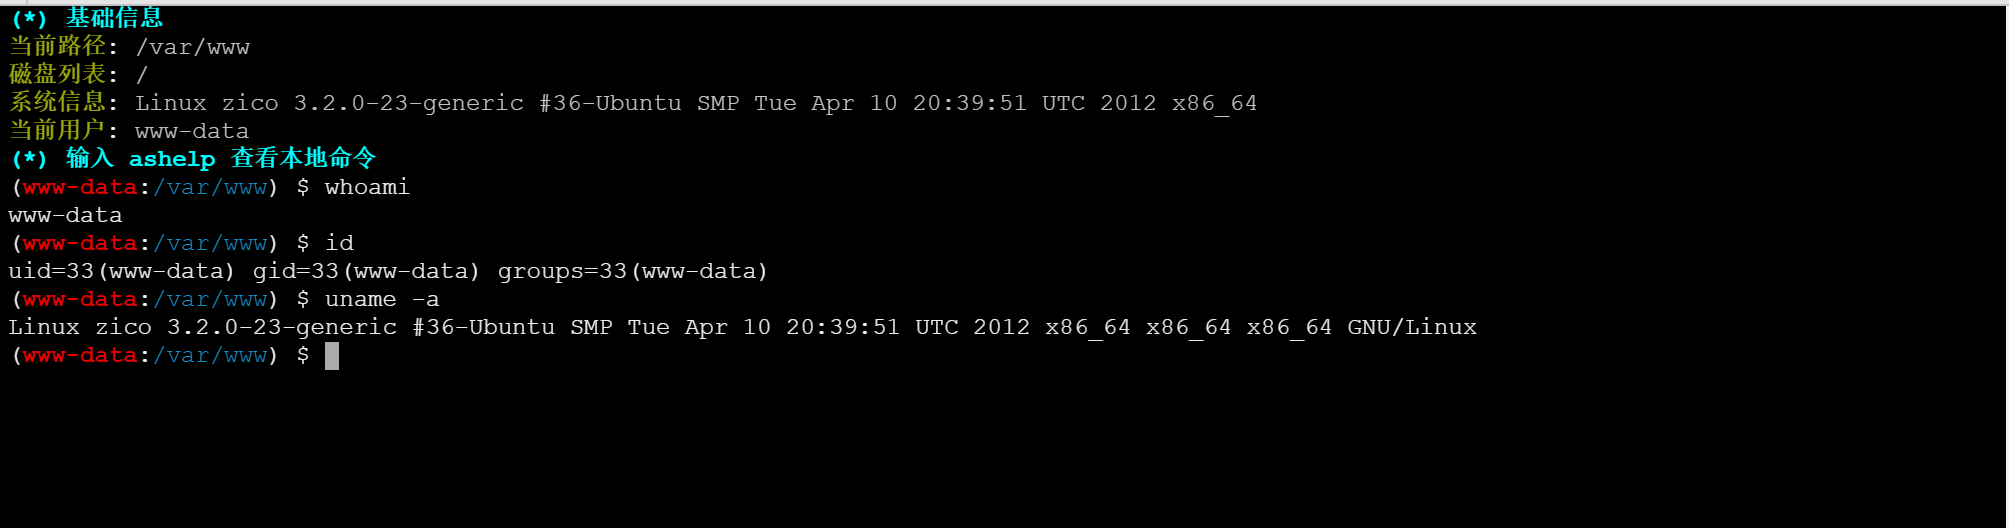 (*) 基础信息
当前路径: /var/www
磁盘列表: /
系统信息: Linux zico 3.2.0-23-generic #36-Ubuntu SMP Tue Apr 10 20:39:51 UTC 2012 x86_64
当前用户: www-data
(*) 输入 ashelp 查看本地命令
(www-data:/var/www) $ whoami
www-data
(www-data:/var/www) $ id
uid=33(www-data) gid=33(www-data) groups=33(www-data)
(www-data:/var/www) $ uname -a
Linux zico 3.2.0-23-generic #36-Ubuntu SMP Tue Apr 10 20:39:51 UTC 2012 x86_64 x86_64 x86_64 GNU/Linux
(www-data:/var/www) $